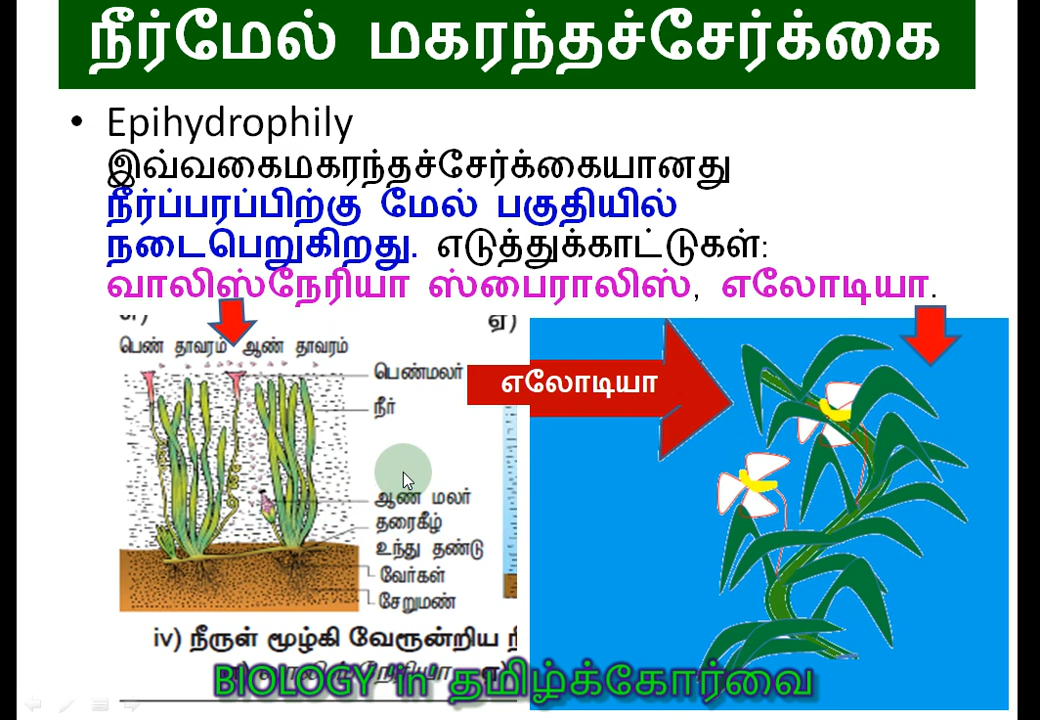 நீர்மேல் மகரந்தச்சேர்க்கை
• Epihydrophily
இவ்வகைமகரந்தச்சேர்க்கையானது
நீர்ப்பரப்பிற்கு மேல் பகுதியில்
நடைபெறுகிறது. எடுத்துக்காட்டுகள்:
வாலிஸ்நேரியா ஸ்பைராலிஸ், எலோடியா.
ஏ)
பெண் தாவரம் ஆண் தாவரம்
பெண்மலர்
எலோடியா
நீர்
ஆண் மலர்
தரைகீழ்
உந்து தண்டு
வேர்கள்
சேறுமண்
iv) நீருள் மூழ்கி வேரூன்றிய
BIOLOGY in தமிழ்க்கோர்வை